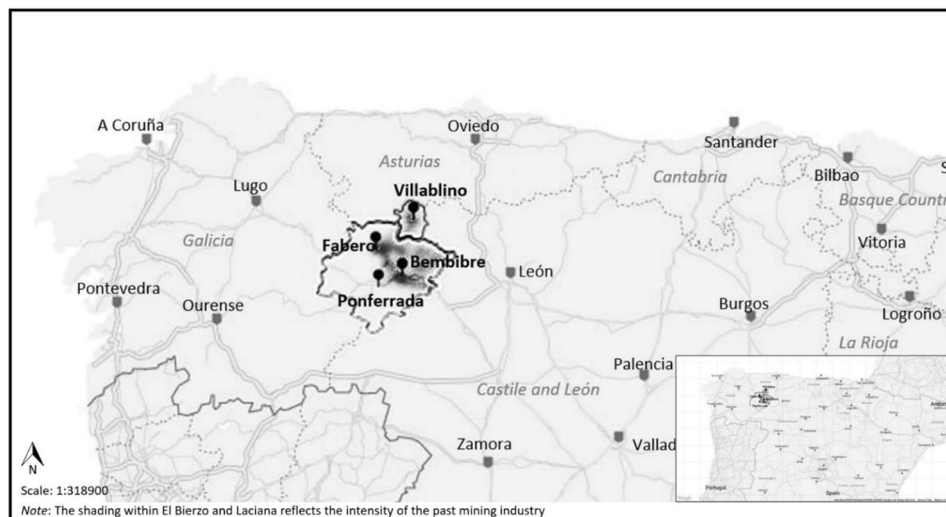 A Coruña
Oviedo
Santander
Bilbao
S
Asturias
Cantabria
Lugo
Villablino
Basque Countr
Galicia
Fabero
Vitoria
Bembibre
León
Pontevedra
Ponferrada
Ourense
Burgos
Logroño
La Rioja
Palencia
Castile and León
Zamora
Vallad
N
Portugal
Spain
Scale: 1:318900
Note: The shading within El Bierzo and Laciana reflects the intensity of the past mining industry